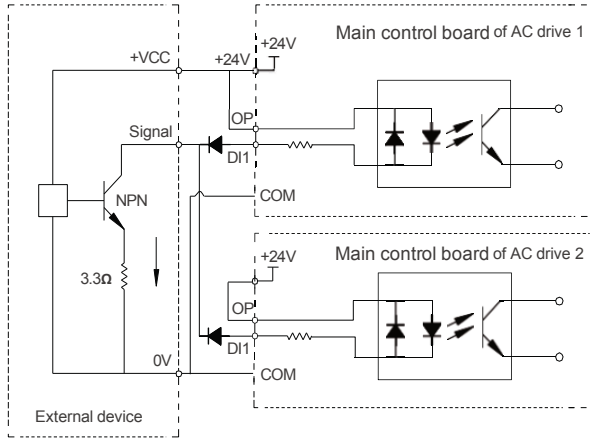 +24V
Main control board of AC drive 1
+VCC
+24V
OP
Signal
DI1
NPN
COM
3.3Ω
+24V
Main control board of AC drive 2
OP
DI1
0V
COM
External device